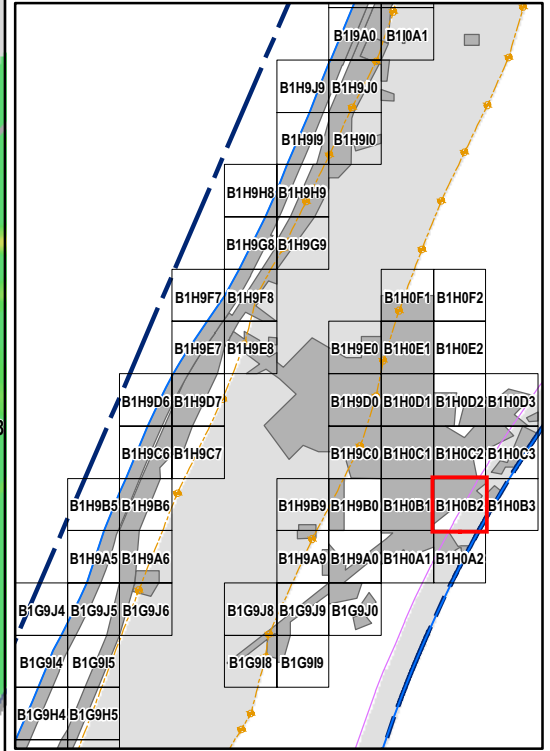 B1I9A0 B1I0A1
B1H9J9 B1H9J0
B1H9I9 B1H9I0
B1H9H8 B1H9H9
B1H9G8 B1H9G9
B1H9F7 B1H9F8 B1H0F1 B1H0F2
B1H9E7 B1H9E8 B1H9E0 B1H0E1 B1H0E2
B1H9D6 B1H9D7 B1H9D0 B1H0D1 B1H0D2 B1H0D3
3
B1H9C6 B1H9C7 B1H9C0 B1H0C1 B1H0C2 B1H0C3
B1H9B5 B1H9B6 B1H9B9 B1H9B0 B1H0B1 B1H0B2 B1H0B3
B1H9A5 B1H9A6 B1H9A9 B1H9A0 B1H0A1 B1H0A2
B1G9J4 B1G9J5 B1G9J6 B1G9J8 B1G9J9 B1G9J0
B1G9I4 B1G9I5 B1G9I8 B1G9I9
B1G9H4 B1G9H5